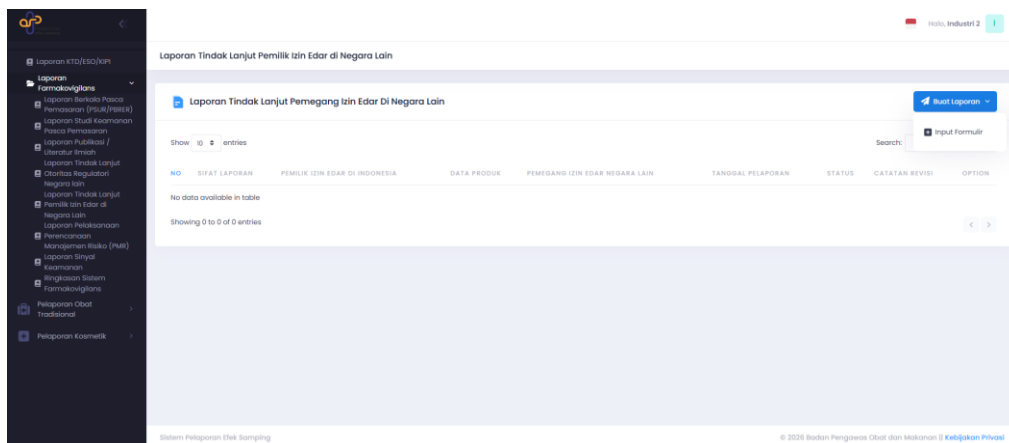 Halo, Industri 2 I
Laporan KTD/ESO/KIPI
Laporan
Farmakovigilans
Laporan Berkala Pasca
Pemasaran (PSUR/PBRER)
Laporan Studi Keamanan
Pasca Pemasaran
Laporan Publikasi /
Literatur Ilmiah
Laporan Tindak Lanjut
Otoritas Regulatori
Negara lain
Laporan Tindak Lanjut
Pemilik Izin Edar di
Negara Lain
Laporan Pelaksanaan
Perencanaan
Manajemen Risiko (PMR)
Laporan Sinyal
Keamanan
Ringkasan Sistem
Farmakovigilans
Pelaporan Obat
Tradisional
Pelaporan Kosmetik
Laporan Tindak Lanjut Pemilik Izin Edar di Negara Lain
Laporan Tindak Lanjut Pemegang Izin Edar Di Negara Lain
Buat Laporan
Input Formulir
Show 10 entries
Search:
NO SIFAT LAPORAN PEMILIK IZIN EDAR DI INDONESIA DATA PRODUK PEMEGANG IZIN EDAR NEGARA LAIN TANGGAL PELAPORAN STATUS CATATAN REVISI OPTION
No data available in table
Showing 0 to 0 of 0 entries
Sistem Pelaporan Efek Samping
© 2026 Badan Pengawas Obat dan Makanan || Kebijakan Privasi